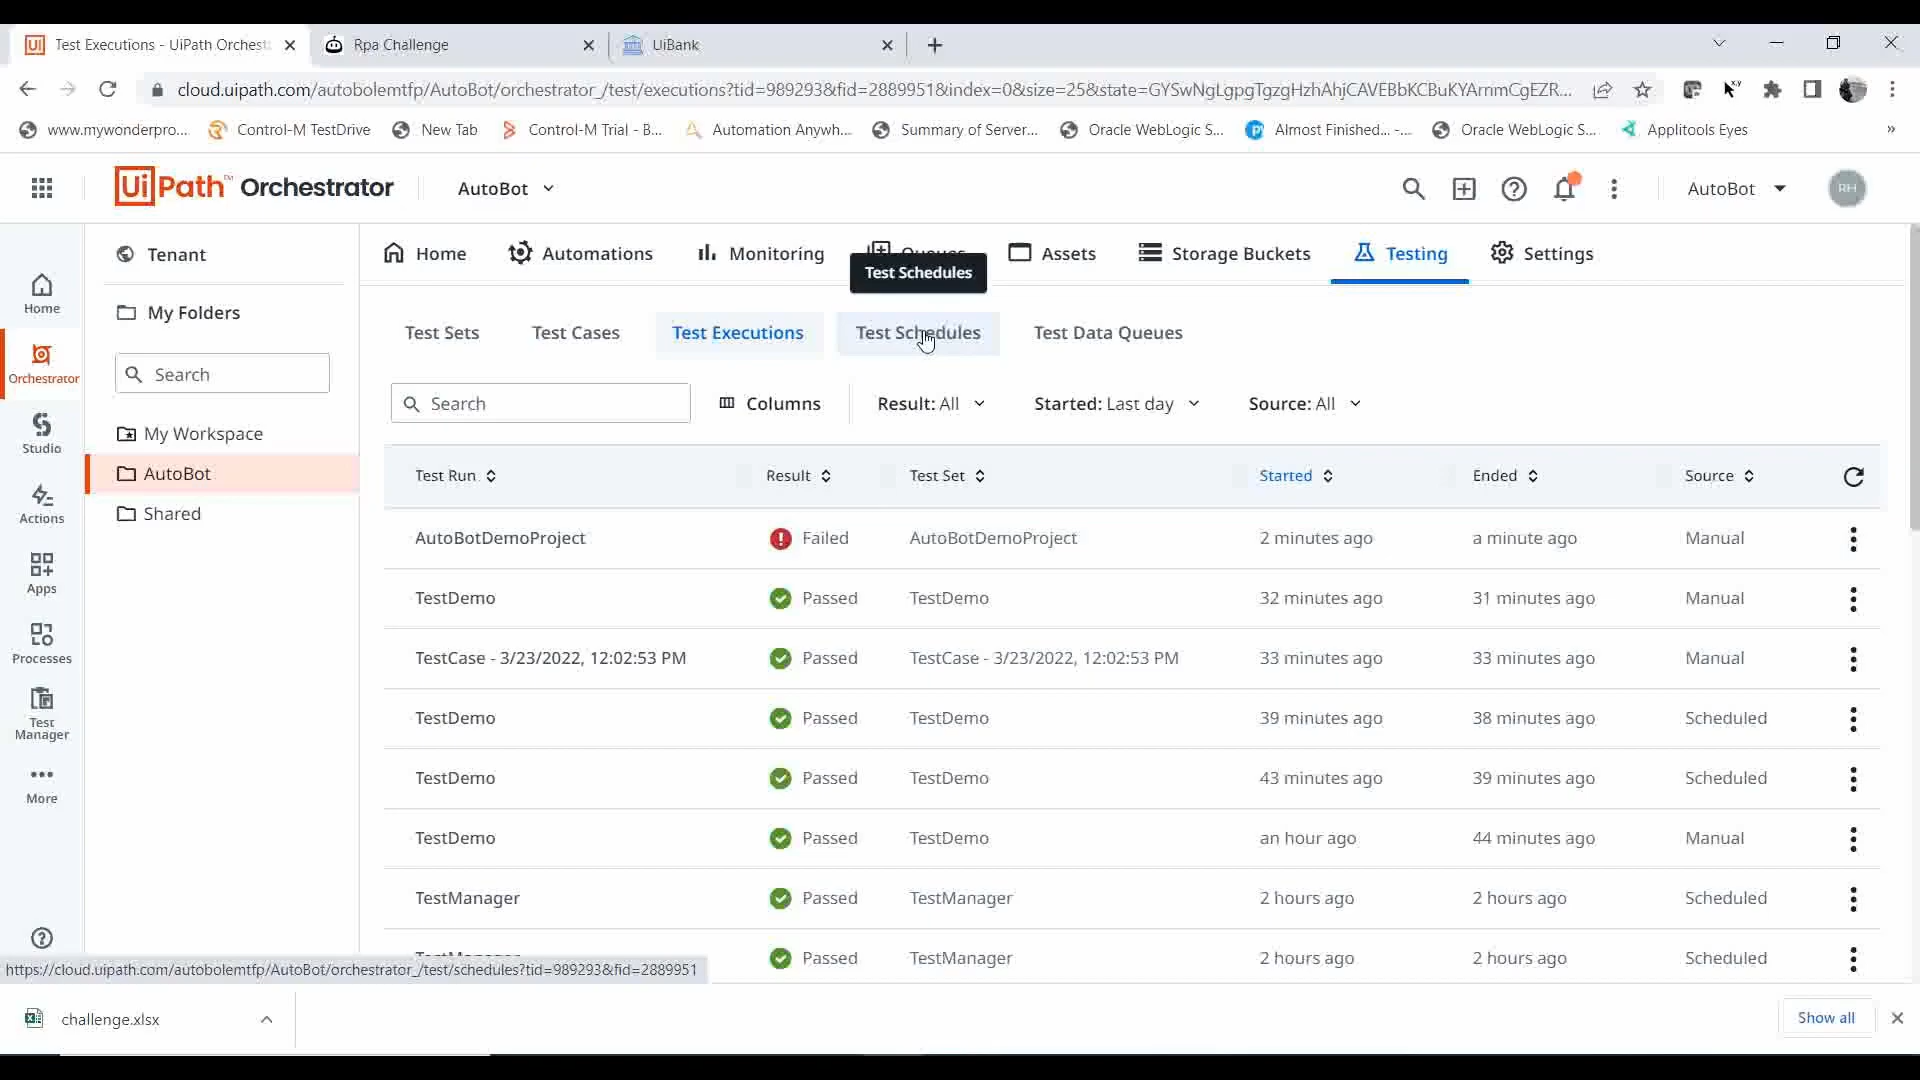 Test Executions - UiPath Orchest
Rpa Challenge
UiBank
cloud.uipath.com/autobolemtfp/AutoBot/orchestrator_/test/executions?tid=989293&fid=2889951&index=0&size=25&state=GYSwNgLgpgTgzgHzhAhjCAVEBbKCBuKYArnmCgEZR...
www.mywonderpro...
Control-M TestDrive
New Tab
Control-M Trial - B...
Automation Anywh...
Summary of Server...
Oracle WebLogic S...
Almost Finished... -...
Oracle WebLogic S...
Applitools Eyes
»
UiPath™ Orchestrator
AutoBot
AutoBot
RH
Home
Orchestrator
Studio
Actions
Apps
Processes
Test Manager
More
Tenant
My Folders
Search
My Workspace
AutoBot
Shared
Home
Automations
Monitoring
Queues
Assets
Storage Buckets
Testing
Settings
Test Schedules
Test Sets
Test Cases
Test Executions
Test Schedules
Test Data Queues
Search
Columns
Result: All
Started: Last day
Source: All
Test Run Result Test Set Started Ended Source
AutoBotDemoProject Failed AutoBotDemoProject 2 minutes ago a minute ago Manual
TestDemo Passed TestDemo 32 minutes ago 31 minutes ago Manual
TestCase - 3/23/2022, 12:02:53 PM Passed TestCase - 3/23/2022, 12:02:53 PM 33 minutes ago 33 minutes ago Manual
TestDemo Passed TestDemo 39 minutes ago 38 minutes ago Scheduled
TestDemo Passed TestDemo 43 minutes ago 39 minutes ago Scheduled
TestDemo Passed TestDemo an hour ago 44 minutes ago Manual
TestManager Passed TestManager 2 hours ago 2 hours ago Scheduled
TestManager Passed TestManager 2 hours ago 2 hours ago Scheduled
https://cloud.uipath.com/autobolemtfp/AutoBot/orchestrator_/test/schedules?tid=989293&fid=2889951
challenge.xlsx
Show all